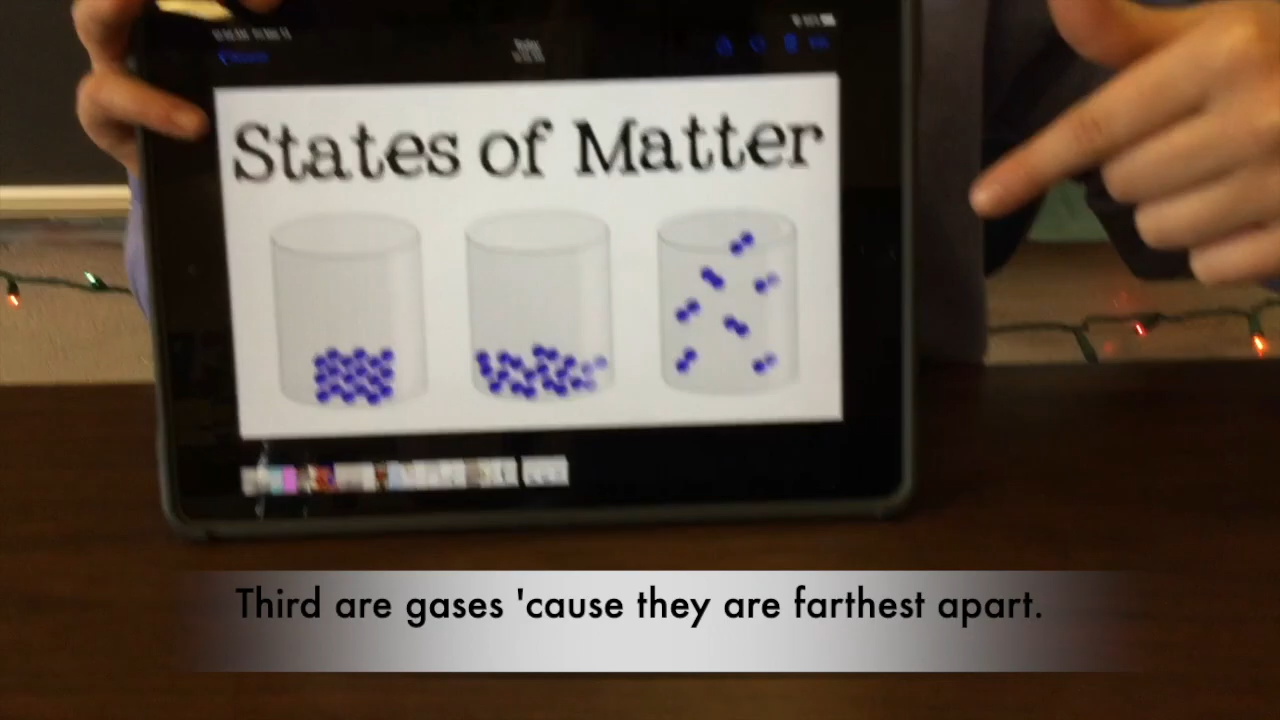 States of Matter
Third are gases 'cause they are farthest apart.